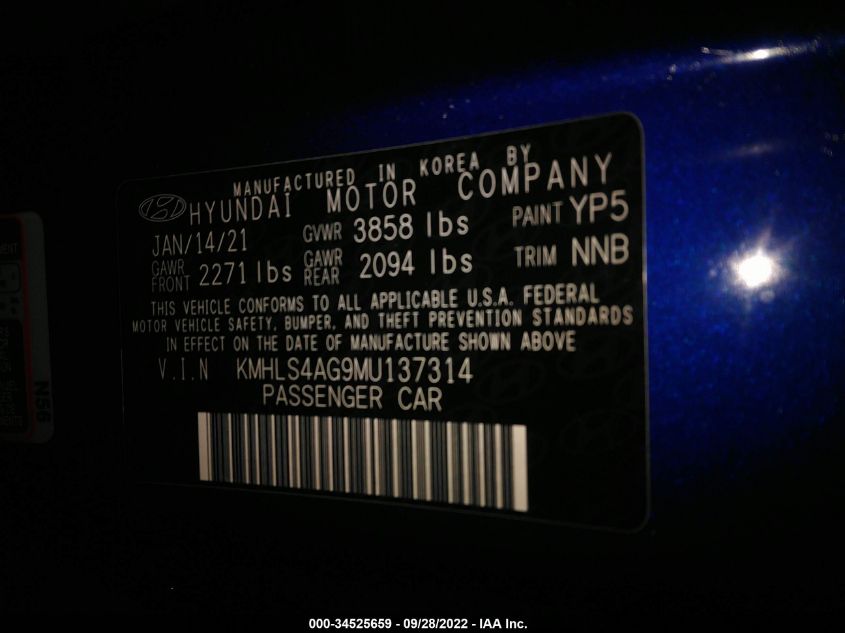 MANUFACTURED IN KOREA BY
HYUNDAI MOTOR COMPANY
JAN/14/21 GVWR 3858 lbs PAINT YP5
GAWR FRONT 2271 lbs GAWR REAR 2094 lbs TRIM NNB
THIS VEHICLE CONFORMS TO ALL APPLICABLE U.S.A. FEDERAL
MOTOR VEHICLE SAFETY, BUMPER, AND THEFT PREVENTION STANDARDS
IN EFFECT ON THE DATE OF MANUFACTURE SHOWN ABOVE
V.I.N KMHLS4AG9MU137314
PASSENGER CAR
N56
000-34525659 - 09/28/2022 - IAA Inc.